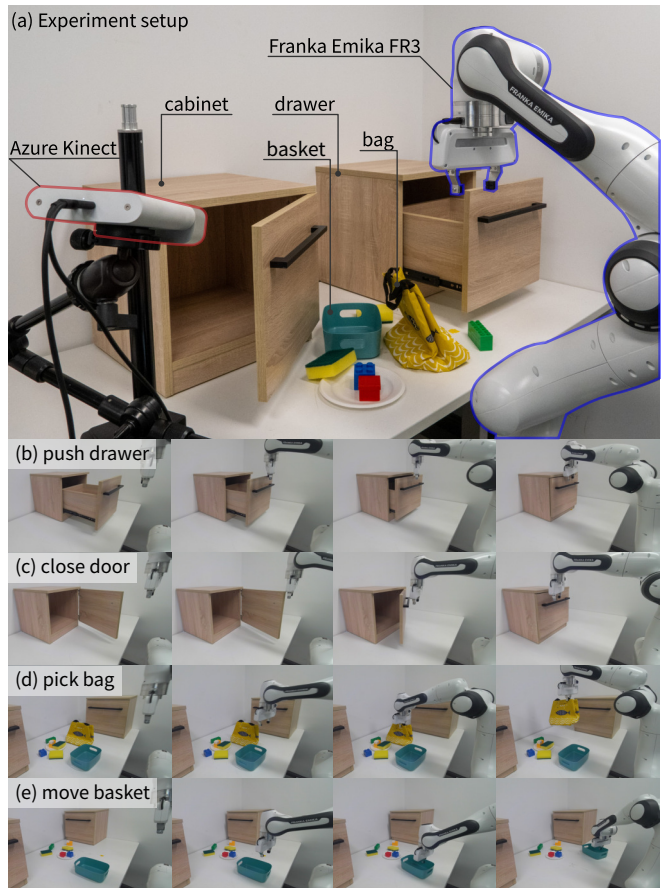 (a) Experiment setup
Franka Emika FR3
cabinet
drawer
Azure Kinect
basket
bag
FRANKA EMIKA
(b) push drawer
(c) close door
(d) pick bag
(e) move basket